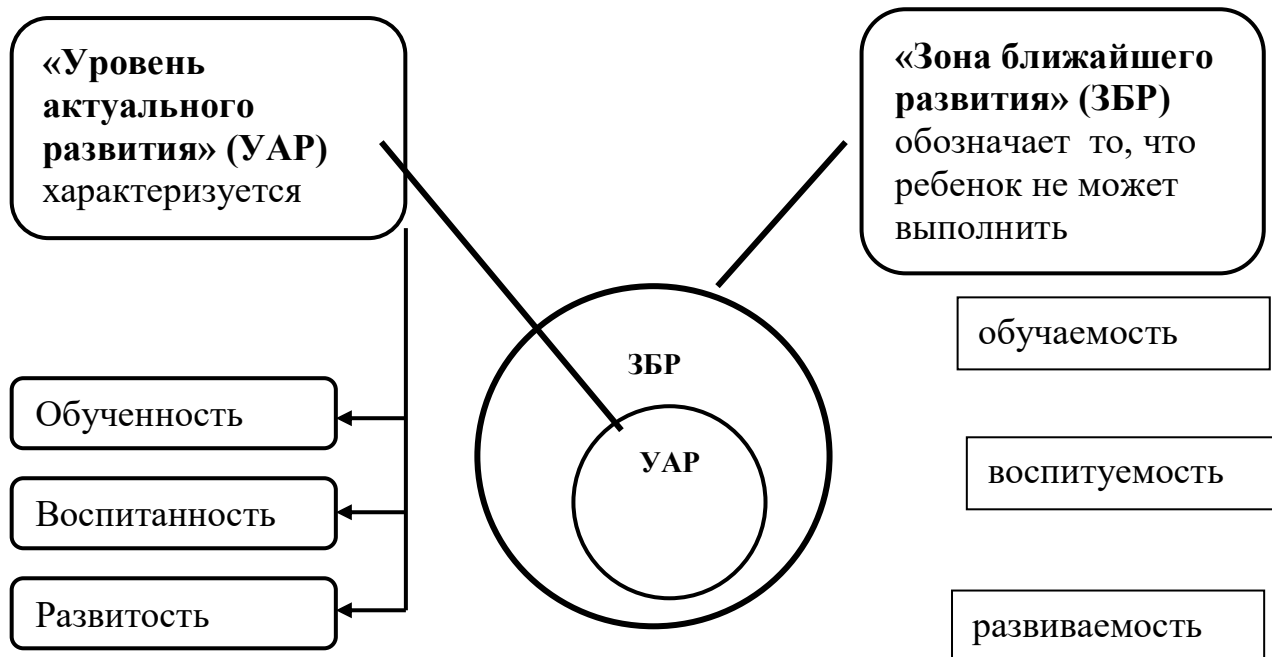 «Уровень
актуального
развития» (УАР)
характеризуется
«Зона ближайшего
развития» (ЗБР)
обозначает то, что
ребенок не может
выполнить
Обученность
Воспитанность
Развитость
ЗБР
УАР
обучаемость
воспитуемость
развиваемость